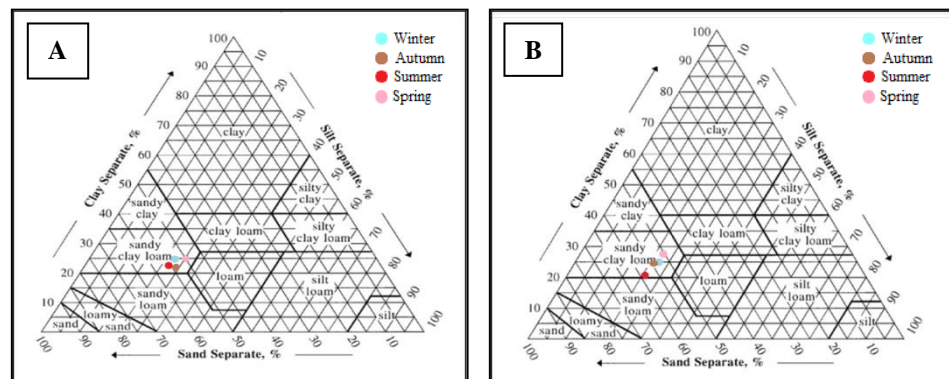 A
Winter
Autumn
Summer
Spring
100
90
80
70
60
50
40
30
20
10
10
20
30
40
50
60
70
80
90
100
Clay Separate, %
Silt Separate, %
clay
silty
clay
sandy
clay
clay loam
silty
clay loam
sandy
clay loam
loam
sandy
loam
silt
loam
loamy
sand
sand
silt
100
90
80
70
60
50
40
30
20
10
Sand Separate, %
B
Winter
Autumn
Summer
Spring
100
90
80
70
60
50
40
30
20
10
10
20
30
40
50
60
70
80
90
100
Clay Separate, %
Silt Separate, %
clay
silty
clay
sandy
clay
clay loam
silty
clay loam
sandy
clay loam
loam
sandy
loam
silt
loam
loamy
sand
sand
silt
100
90
80
70
60
50
40
30
20
10
Sand Separate, %